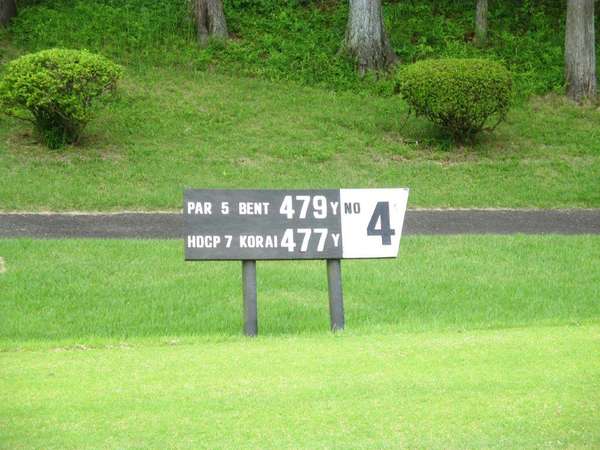 PAR 5 BENT 479Y NO 4
HDCP 7 KORAI 477Y